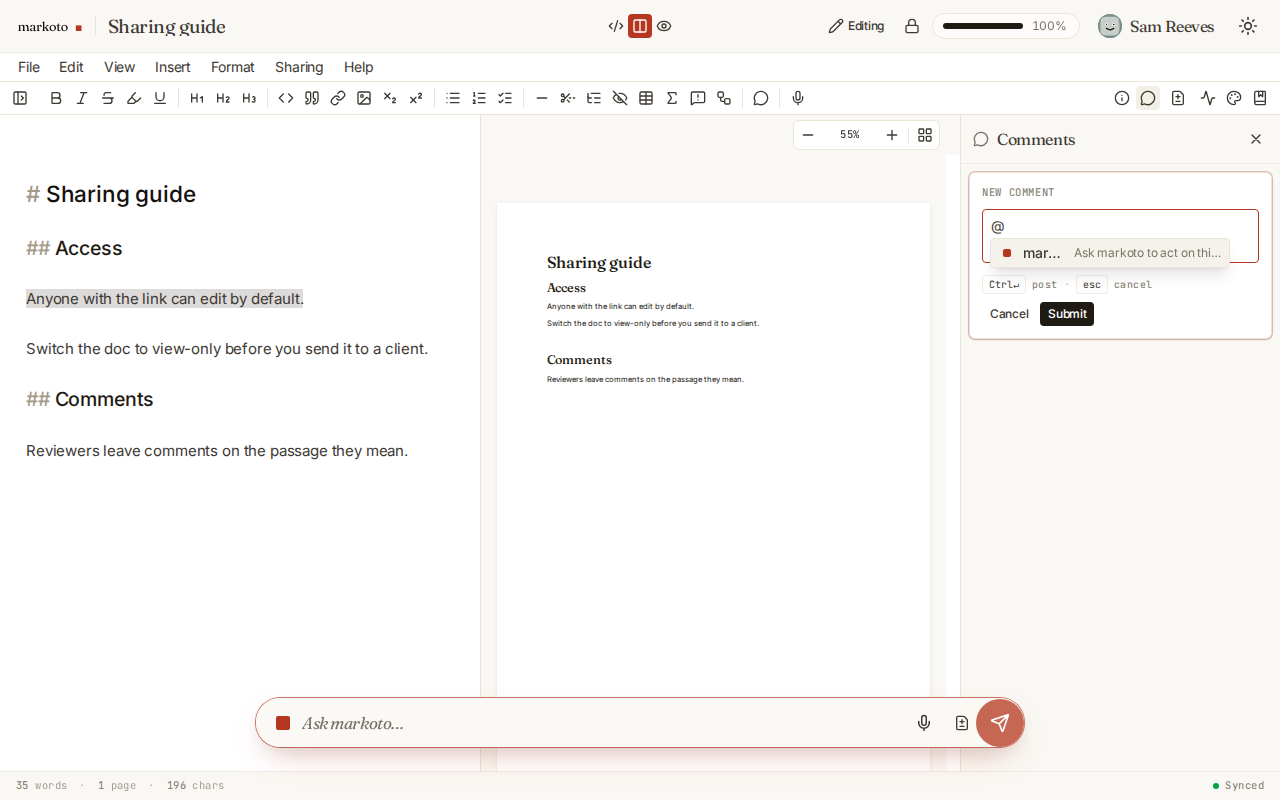 markoto
Sharing guide
Editing
100%
Sam Reeves
File Edit View Insert Format Sharing Help
H1 H2 H3
55%
Comments
# Sharing guide
## Access
Anyone with the link can edit by default.
Switch the doc to view-only before you send it to a client.
## Comments
Reviewers leave comments on the passage they mean.
Sharing guide
Access
Anyone with the link can edit by default.
Switch the doc to view-only before you send it to a client.
Comments
Reviewers leave comments on the passage they mean.
NEW COMMENT
@
mar... Ask markoto to act on thi...
Ctrl↵ post · esc cancel
Cancel Submit
Ask markoto...
35 words · 1 page · 196 chars
Synced